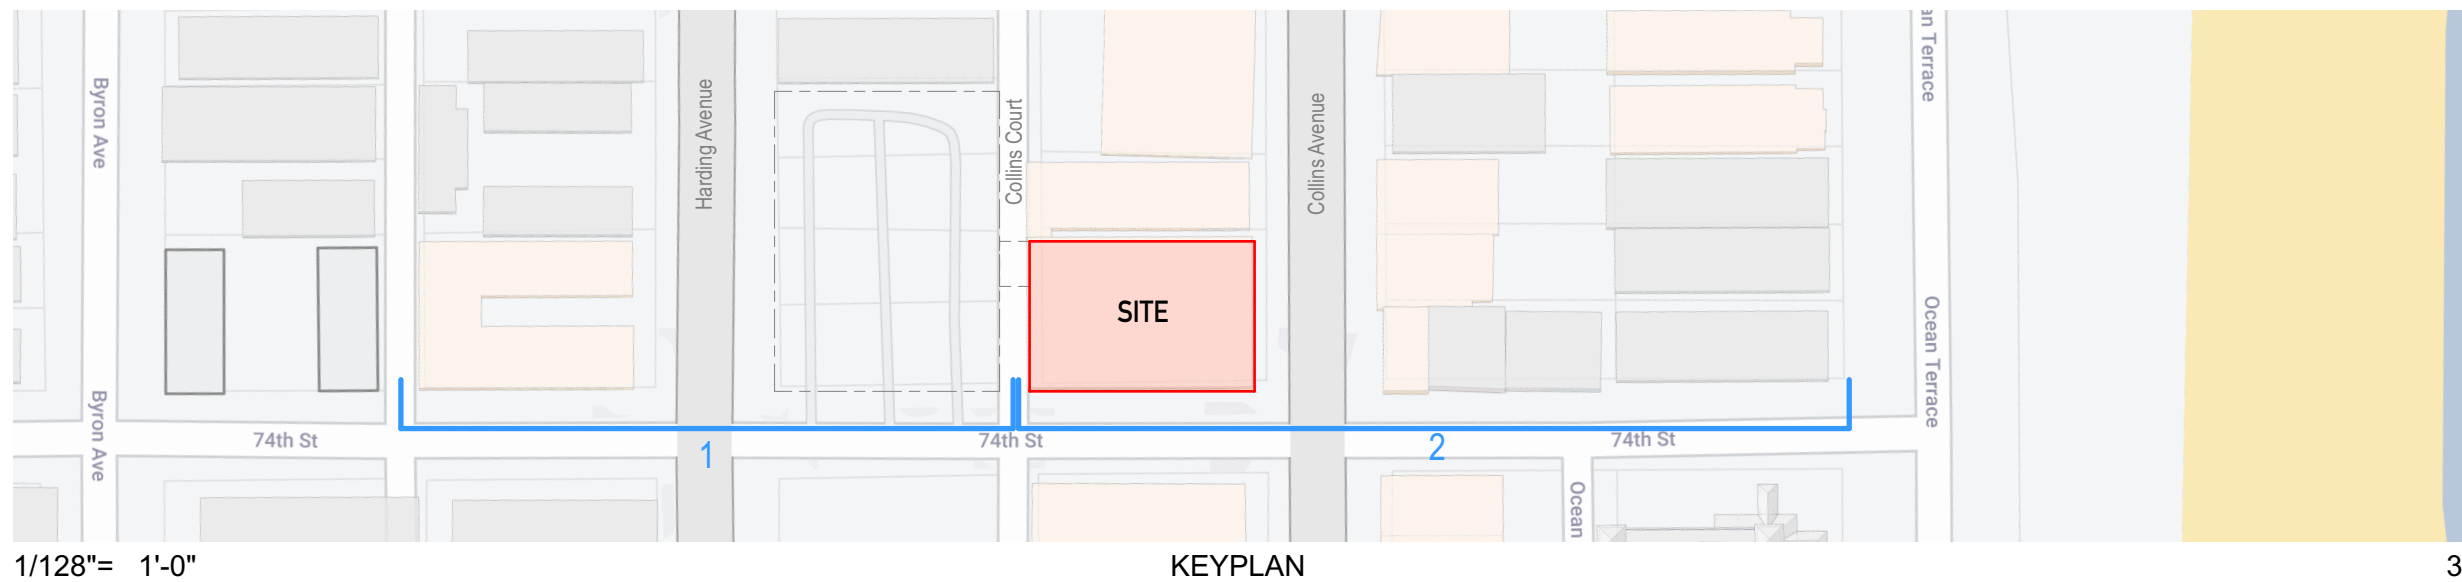 Byron Ave
Harding Avenue
Collins Court
Collins Avenue
an Terrace
SITE
Ocean Terrace
Byron Ave
74th St
1
74th St
2
74th St
Ocean
1/128"= 1'-0"
KEYPLAN
3